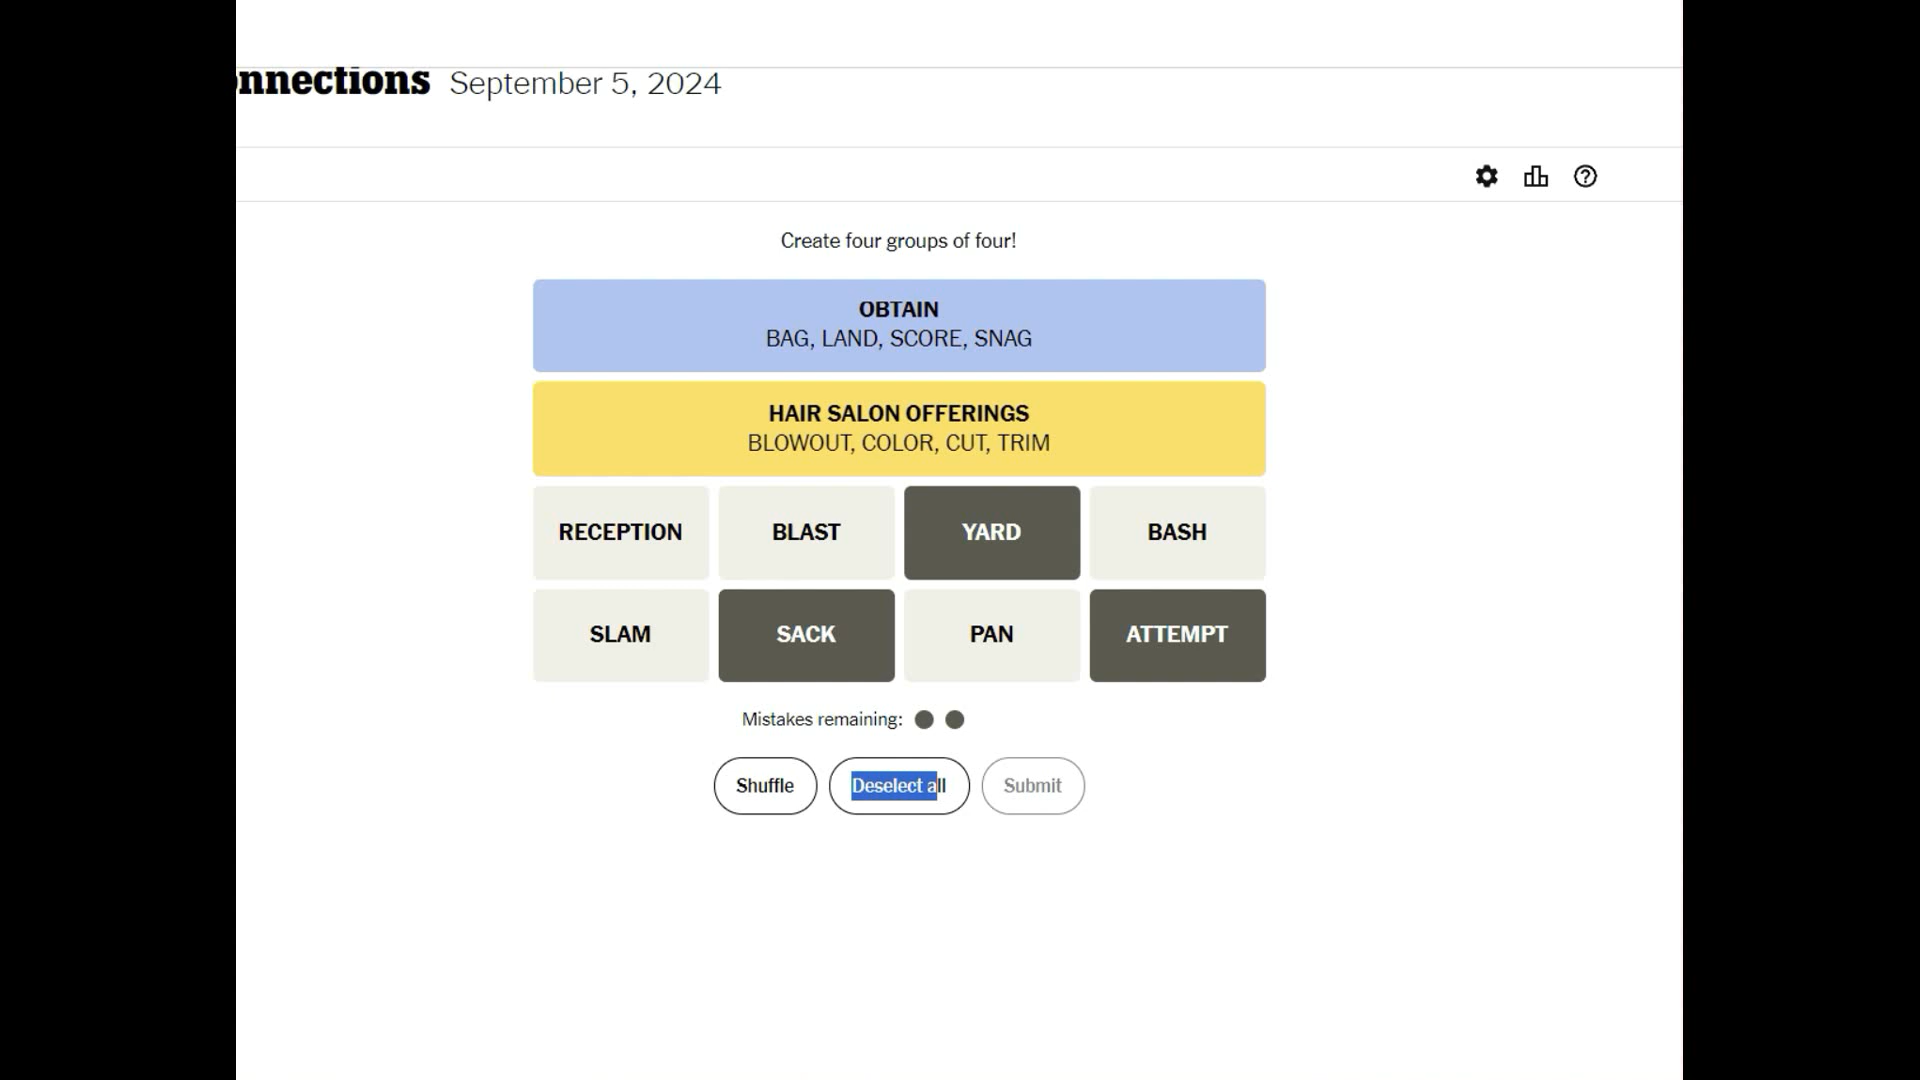 onnections September 5, 2024
Create four groups of four!
OBTAIN
BAG, LAND, SCORE, SNAG
HAIR SALON OFFERINGS
BLOWOUT, COLOR, CUT, TRIM
RECEPTION BLAST YARD BASH
SLAM SACK PAN ATTEMPT
Mistakes remaining:
Shuffle Deselect all Submit